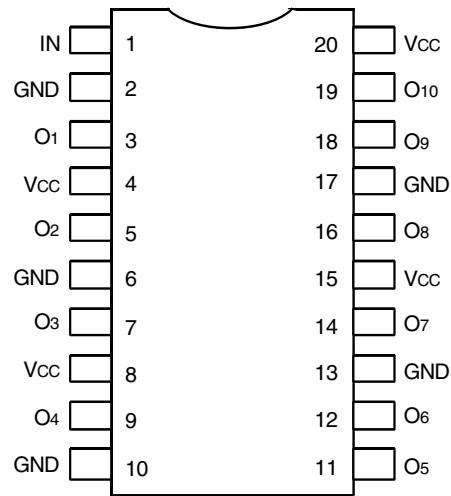 IN 1 20 VCC
GND 2 19 O10
O1 3 18 O9
VCC 4 17 GND
O2 5 16 O8
GND 6 15 VCC
O3 7 14 O7
VCC 8 13 GND
O4 9 12 O6
GND 10 11 O5